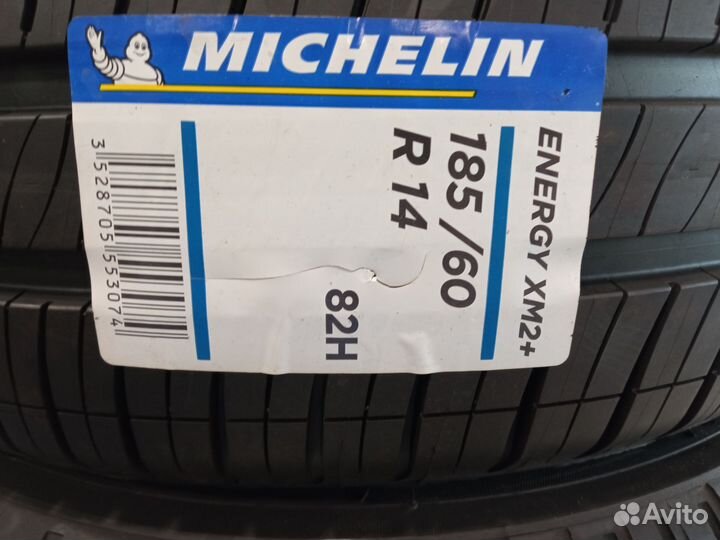 MICHELIN
ENERGY XM2+
185/60
R 14
82H
3528705553074
Avito